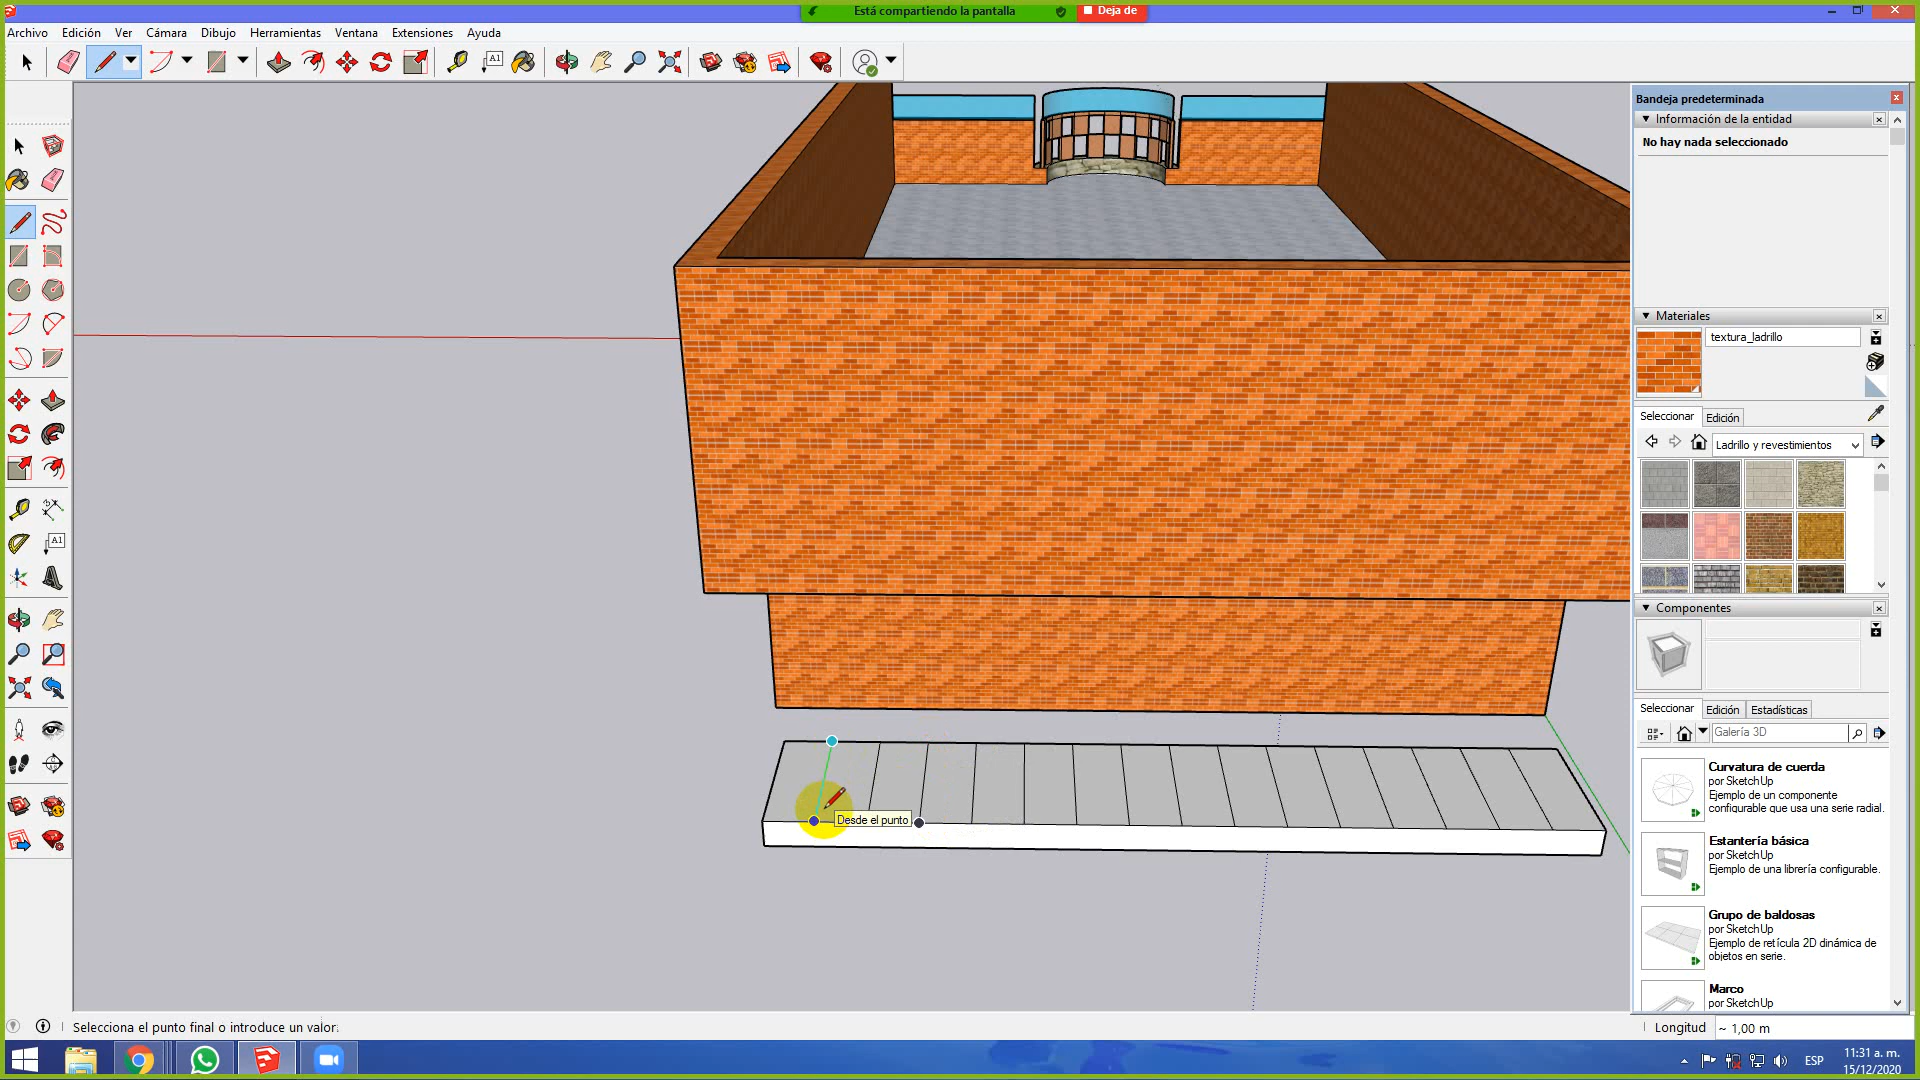 Está compartiendo la pantalla
Deja de
Archivo Edición Ver Cámara Dibujo Herramientas Ventana Extensiones Ayuda
A1
Bandeja predeterminada
Información de la entidad
No hay nada seleccionado
Materiales
textura_ladrillo
Seleccionar Edición
Ladrillo y revestimientos
A1
Componentes
Seleccionar Edición Estadísticas
Galería 3D
Curvatura de cuerda
por SketchUp
Ejemplo de un componente
configurable que usa una serie radial.
Desde el punto
Estantería básica
por SketchUp
Ejemplo de una librería configurable.
Grupo de baldosas
por SketchUp
Ejemplo de retícula 2D dinámica de
objetos en serie.
Marco
por SketchUp
Selecciona el punto final o introduce un valor.
Longitud ~ 1,00 m
ESP
11:31 a. m.
15/12/2020